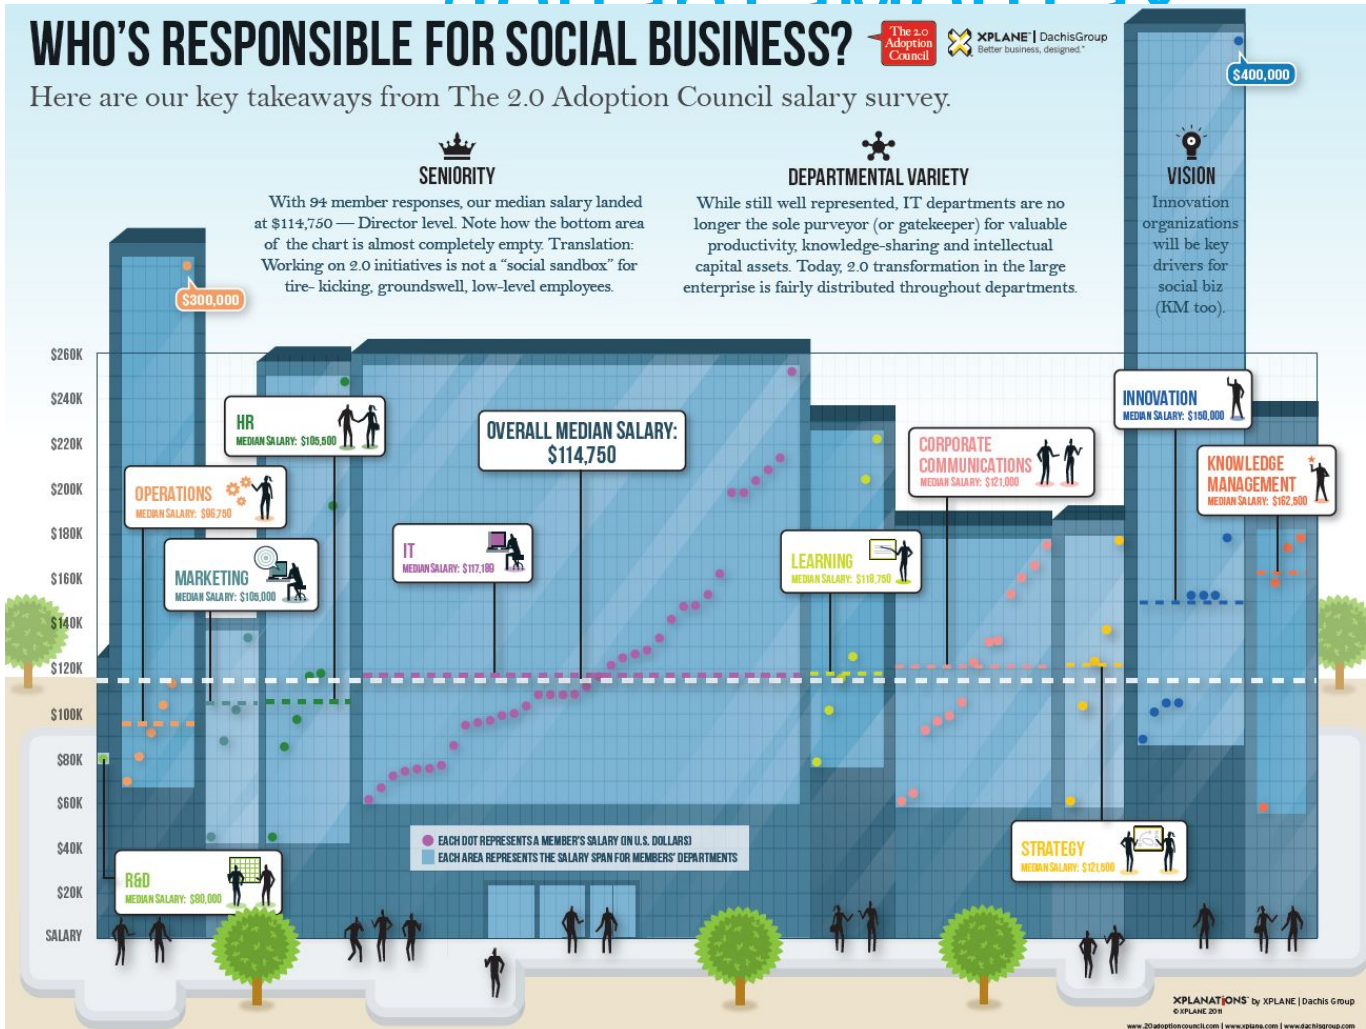 WHO'S RESPONSIBLE FOR SOCIAL BUSINESS?
The 2.0
Adoption
Council
XPLANE | DachisGroup
Better business, designed.™
Here are our key takeaways from The 2.0 Adoption Council salary survey.
$400,000
SENIORITY
With 94 member responses, our median salary landed
at $114,750 — Director level. Note how the bottom area
of the chart is almost completely empty. Translation:
Working on 2.0 initiatives is not a “social sandbox” for
tire- kicking, groundswell, low-level employees.
DEPARTMENTAL VARIETY
While still well represented, IT departments are no
longer the sole purveyor (or gatekeeper) for valuable
productivity, knowledge-sharing and intellectual
capital assets. Today, 2.0 transformation in the large
enterprise is fairly distributed throughout departments.
VISION
Innovation
organizations
will be key
drivers for
social biz
(KM too).
$300,000
$260K
$240K
$220K
$200K
$180K
$160K
$140K
$120K
$100K
$80K
$60K
$40K
$20K
SALARY
HR
MEDIAN SALARY: $105,500
OVERALL MEDIAN SALARY:
$114,750
INNOVATION
MEDIAN SALARY: $150,000
CORPORATE
COMMUNICATIONS
MEDIAN SALARY: $121,000
KNOWLEDGE
MANAGEMENT
MEDIAN SALARY: $162,500
OPERATIONS
MEDIAN SALARY: $96,750
IT
MEDIAN SALARY: $117,189
LEARNING
MEDIAN SALARY: $118,750
MARKETING
MEDIAN SALARY: $105,000
EACH DOT REPRESENTS A MEMBER'S SALARY (IN U.S. DOLLARS)
EACH AREA REPRESENTS THE SALARY SPAN FOR MEMBERS' DEPARTMENTS
STRATEGY
MEDIAN SALARY: $121,500
R&D
MEDIAN SALARY: $80,000
XPLANATiONS™ by XPLANE | Dachis Group
© XPLANE 2011
www.20adoptioncouncil.com | www.xplane.com | www.dachisgroup.com